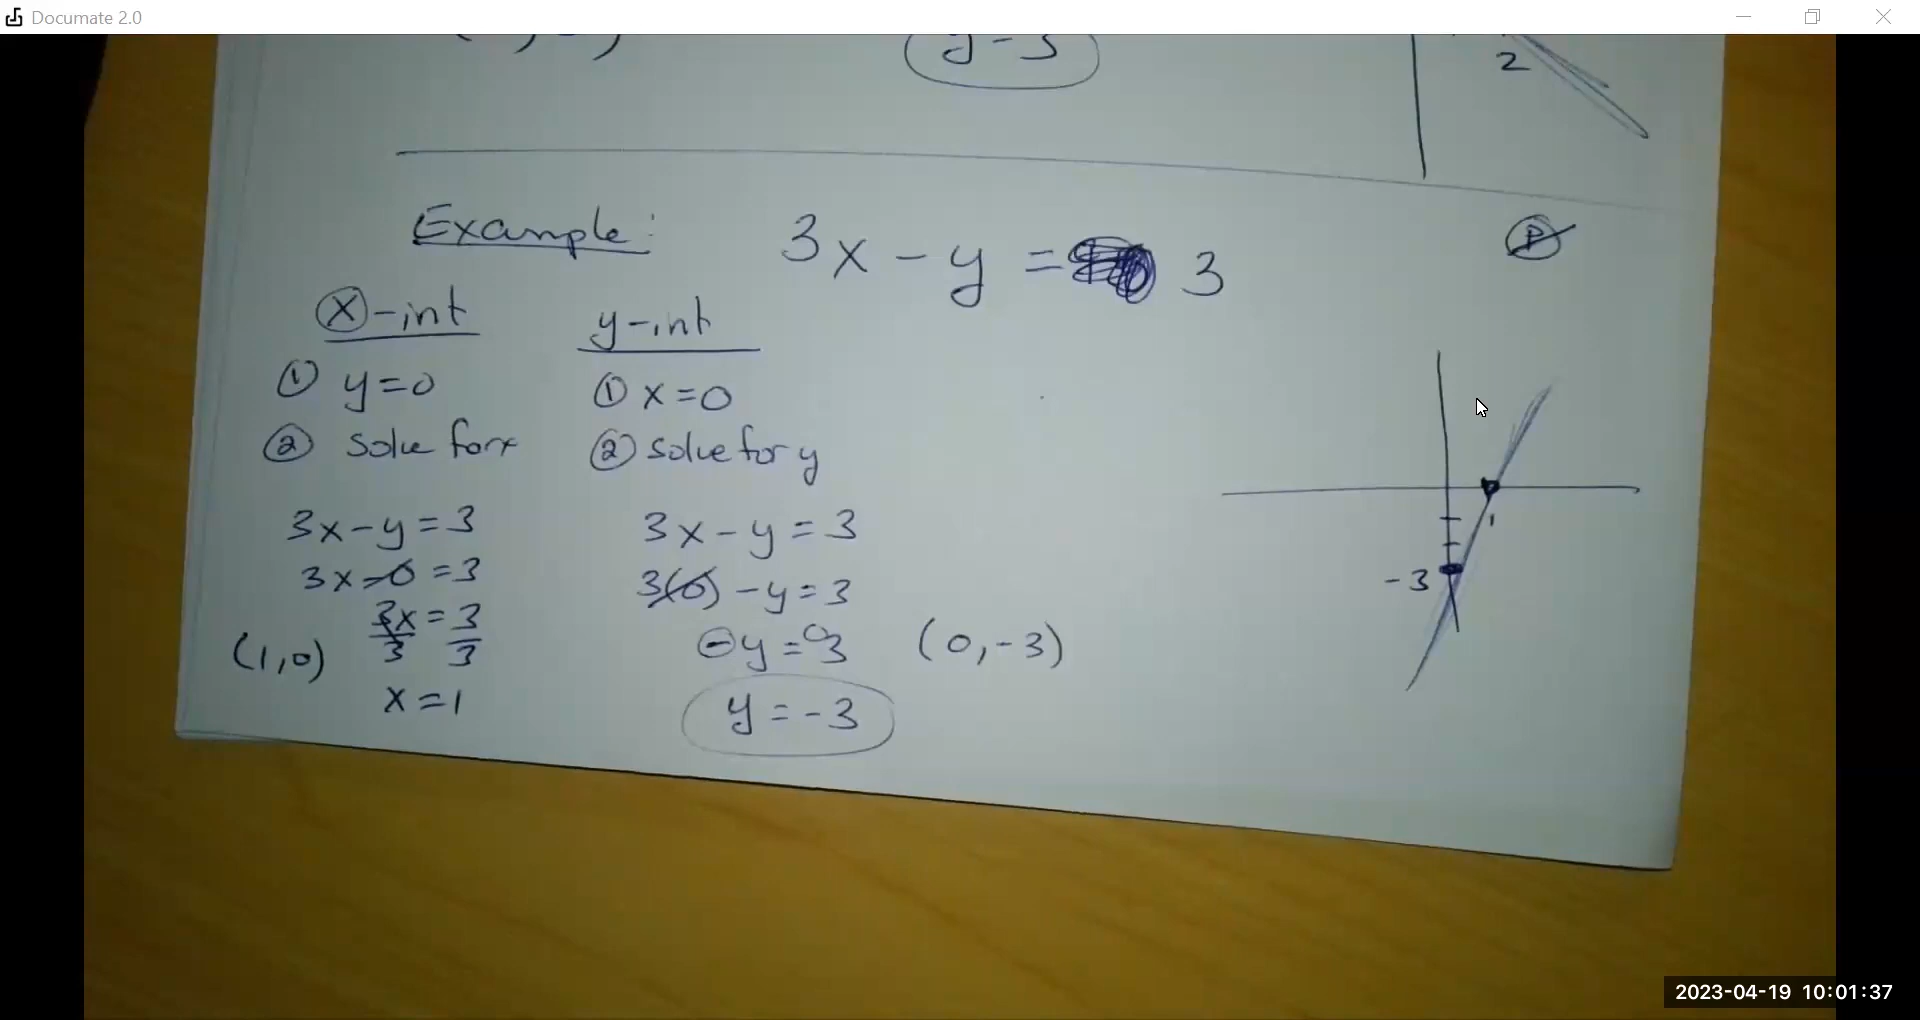 Documate 2.0
y-3
2
Example:
3x - y = 3
P
x-int
① y=0
② Solve for x
3x-y=3
3x-0=3
3x=3
3 3
x=1
(1,0)
y-int
① x=0
② solve for y
3x-y=3
3(0)-y=3
-y=3
y=-3
(0,-3)
1
-3
2023-04-19 10:01:37